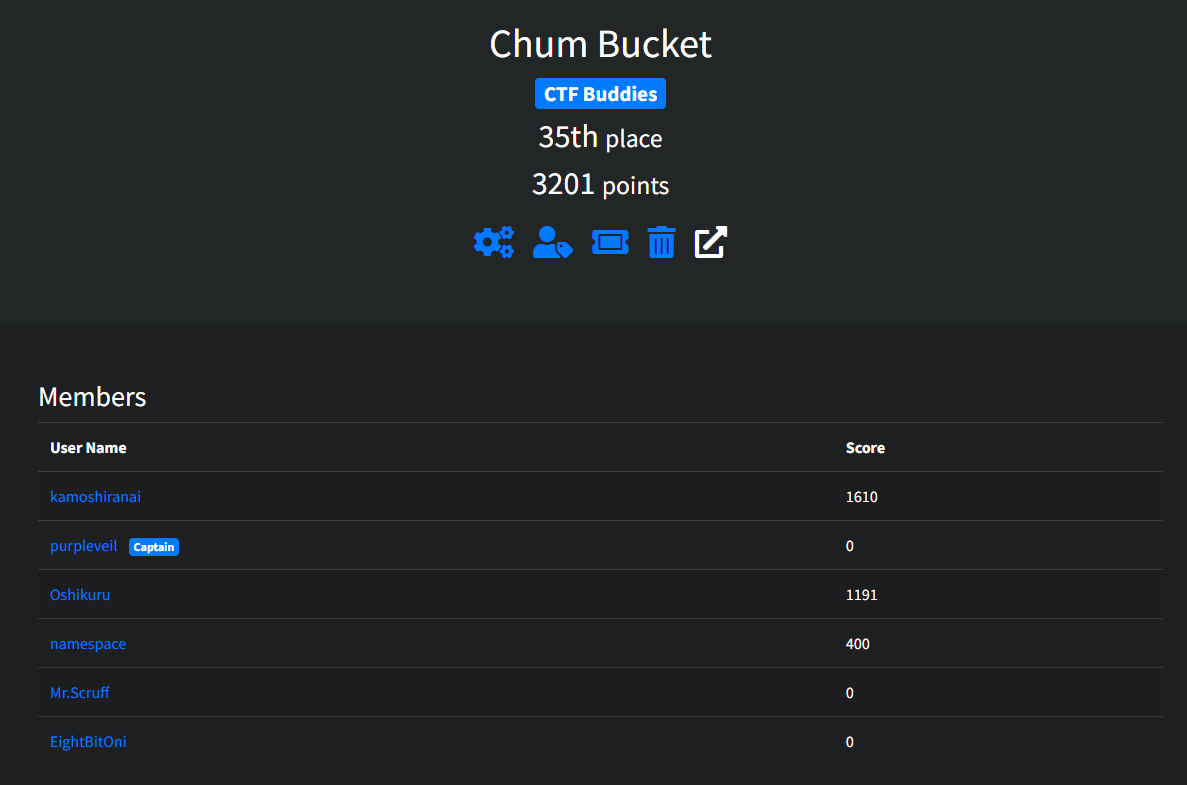 Chum Bucket
CTF Buddies
35th place
3201 points
Members
User Name Score
kamoshiranai 1610
purpleveil Captain 0
Oshikuru 1191
namespace 400
Mr.Scruff 0
EightBitOni 0